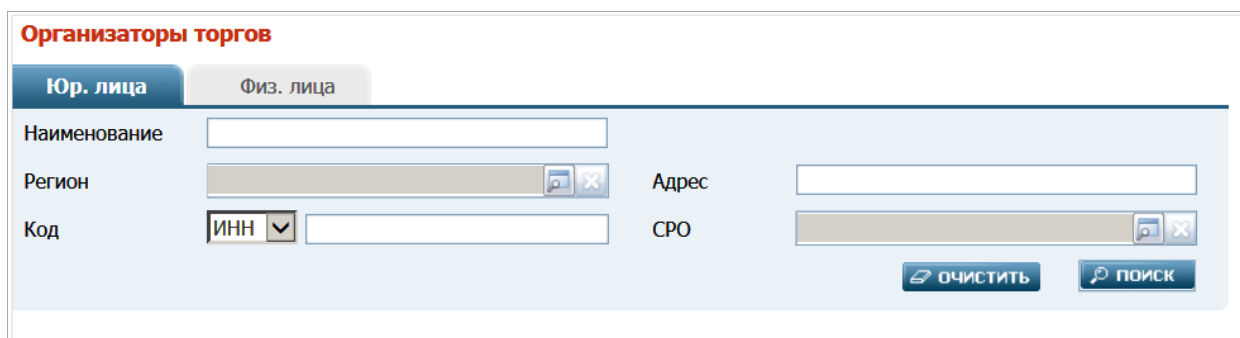 Организаторы торгов
Юр. лица Физ. лица
Наименование
Регион Адрес
Код ИНН СРО
ОЧИСТИТЬ ПОИСК